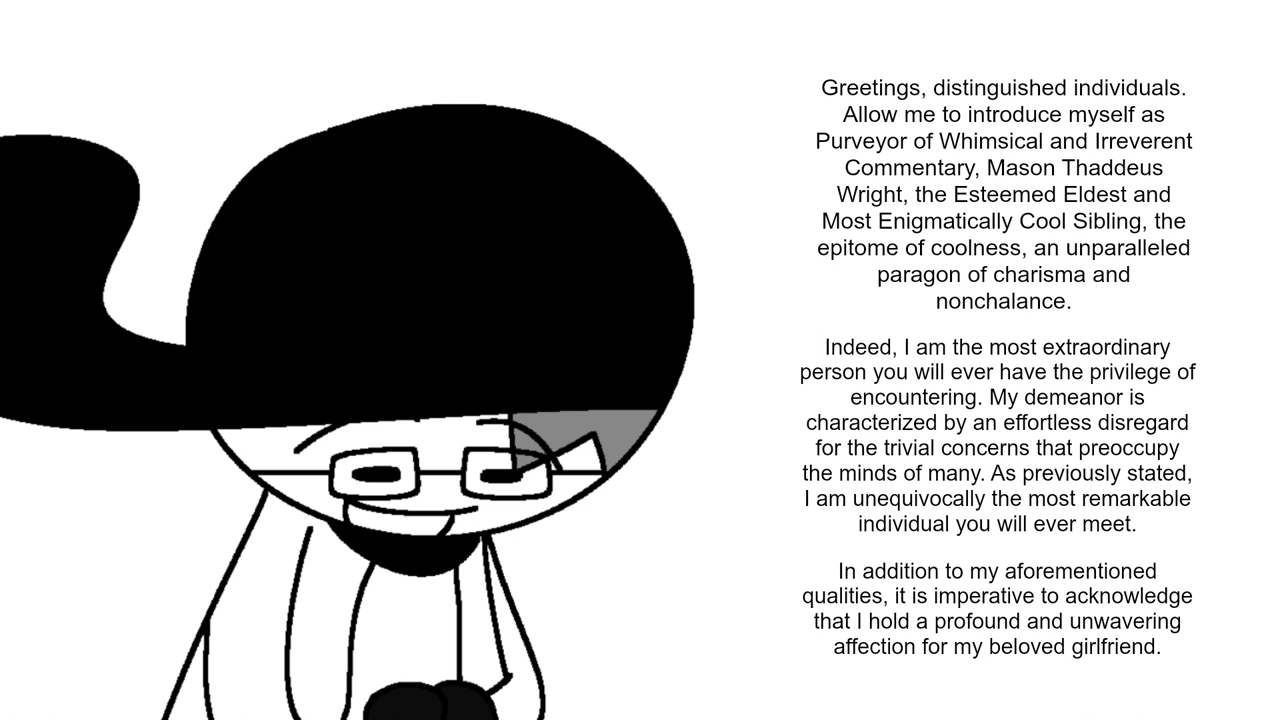 Greetings, distinguished individuals.
Allow me to introduce myself as
Purveyor of Whimsical and Irreverent
Commentary, Mason Thaddeus
Wright, the Esteemed Eldest and
Most Enigmatically Cool Sibling, the
epitome of coolness, an unparalleled
paragon of charisma and
nonchalance.
Indeed, I am the most extraordinary
person you will ever have the privilege of
encountering. My demeanor is
characterized by an effortless disregard
for the trivial concerns that preoccupy
the minds of many. As previously stated,
I am unequivocally the most remarkable
individual you will ever meet.
In addition to my aforementioned
qualities, it is imperative to acknowledge
that I hold a profound and unwavering
affection for my beloved girlfriend.